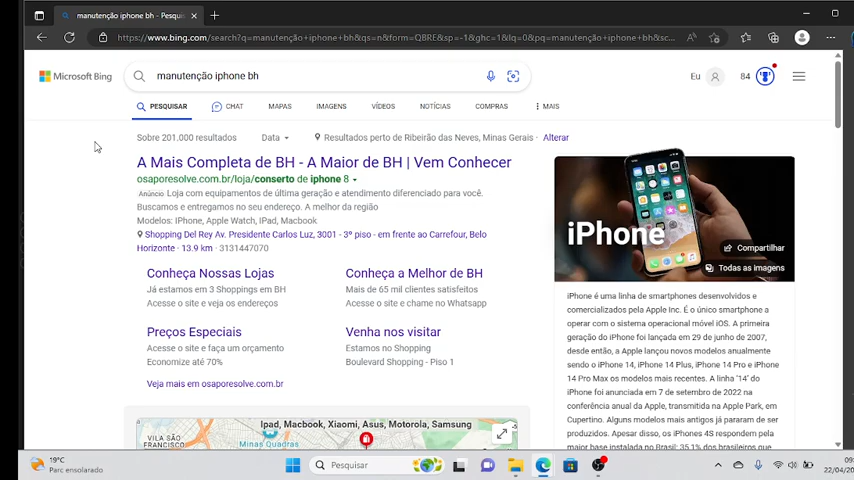 manutenção iphone bh - Pesquis
https://www.bing.com/search?q=manutenção+iphone+bh&qs=n&form=QBRE&sp=-1&ghc=1&lq=0&pq=manutenção+iphone+bh&sc...
Microsoft Bing
manutenção iphone bh
Eu
84
PESQUISAR
CHAT
MAPAS
IMAGENS
VÍDEOS
NOTÍCIAS
COMPRAS
MAIS
Sobre 201.000 resultados
Data
Resultados perto de Ribeirão das Neves, Minas Gerais ·
Alterar
A Mais Completa de BH - A Maior de BH | Vem Conhecer
osaporesolve.com.br/loja/conserto de iphone 8
Anúncio Loja com equipamentos de última geração e atendimento diferenciado para você.
Buscamos e entregamos no seu endereço. A melhor da região
Modelos: IPhone, Apple Watch, IPad, Macbook
Shopping Del Rey Av. Presidente Carlos Luz, 3001 - 3º piso - em frente ao Carrefour, Belo
Horizonte · 13.9 km · 3131447070
Conheça Nossas Lojas
Já estamos em 3 Shoppings em BH
Acesse o site e veja os endereços
Conheça a Melhor de BH
Mais de 65 mil clientes satisfeitos
Acesse o site e chame no Whatsapp
Preços Especiais
Acesse o site e faça um orçamento
Economize até 70%
Venha nos visitar
Estamos no Shopping
Boulevard Shopping - Piso 1
Veja mais em osaporesolve.com.br
Ipad, Macbook, Xiaomi, Asus, Motorola, Samsung
VILA SÃO
FRANCISCO
Minas Quadras
iPhone
Compartilhar
Todas as imagens
iPhone é uma linha de smartphones desenvolvidos e
comercializados pela Apple Inc. É o único smartphone a
operar com o sistema operacional móvel iOS. A primeira
geração do iPhone foi lançada em 29 de junho de 2007,
desde então, a Apple lançou novos modelos anualmente
sendo o iPhone 14, iPhone 14 Plus, iPhone 14 Pro e iPhone
14 Pro Max os modelos mais recentes. A linha '14' do
iPhone foi anunciada em 7 de setembro de 2022 na
conferência anual da Apple, transmitida na Apple Park, em
Cupertino. Alguns modelos mais antigos já pararam de ser
produzidos. Apesar disso, os iPhones 4S respondem pela
maior base instalada no Brasil: 35,1% dos brasileiros que
19°C
Parc ensolarado
Pesquisar
09:
22/04/20